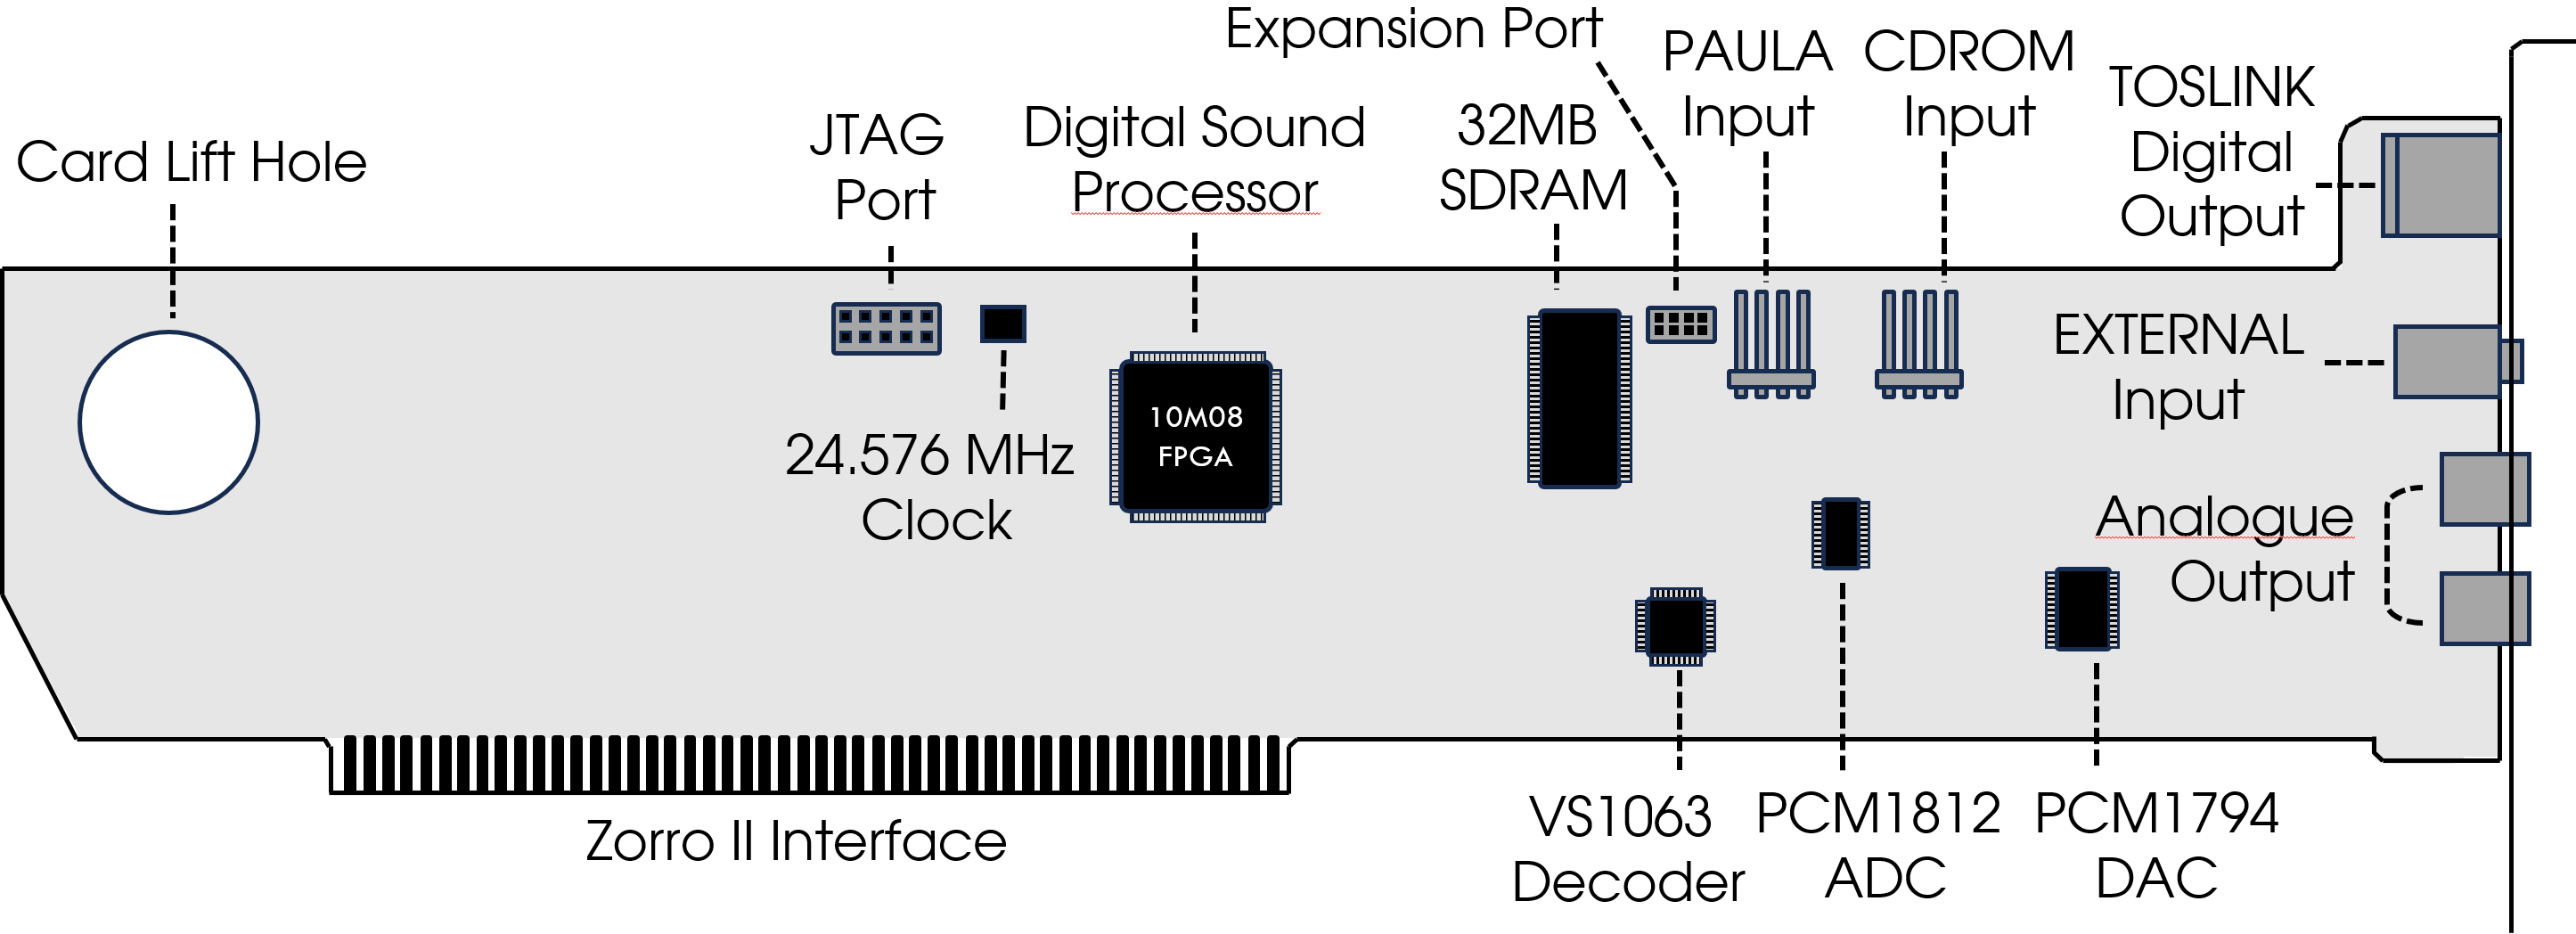 Expansion Port
PAULA
Input
CDROM
Input
TOSLINK
Digital
Output
Card Lift Hole
JTAG
Port
Digital Sound
Processor
32MB
SDRAM
EXTERNAL
Input
10M08
FPGA
24.576 MHz
Clock
Analogue
Output
Zorro II Interface
VS1063
Decoder
PCM1812
ADC
PCM1794
DAC